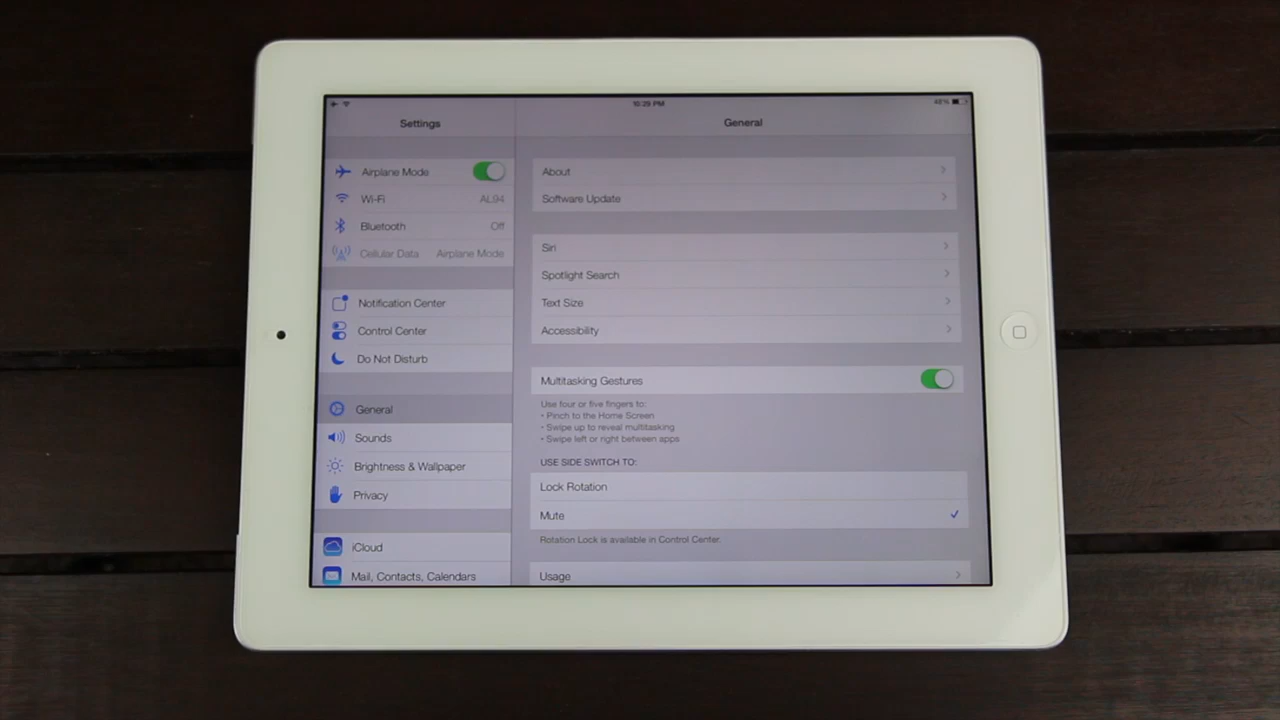 10:29 PM
48%
Settings
General
Airplane Mode
Wi-Fi AL94
Bluetooth Off
Cellular Data Airplane Mode
Notification Center
Control Center
Do Not Disturb
General
Sounds
Brightness & Wallpaper
Privacy
iCloud
Mail, Contacts, Calendars
About
Software Update
Siri
Spotlight Search
Text Size
Accessibility
Multitasking Gestures
Use four or five fingers to:
• Pinch to the Home Screen
• Swipe up to reveal multitasking
• Swipe left or right between apps
USE SIDE SWITCH TO:
Lock Rotation
Mute
Rotation Lock is available in Control Center.
Usage